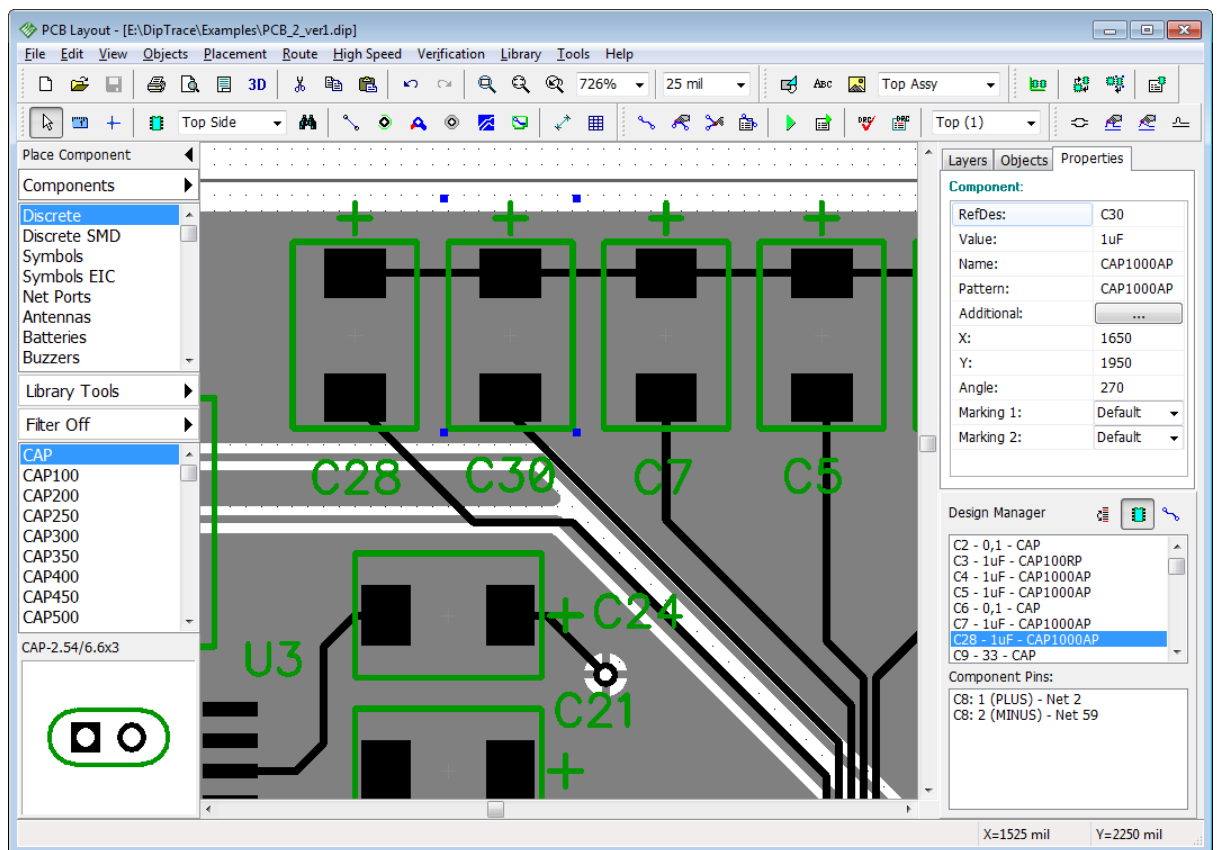 PCB Layout - [E:\DipTrace\Examples\PCB_2_ver1.dip]
File Edit View Objects Placement Route High Speed Verification Library Tools Help
3D 726% 25 mil ABC Top Assy
Top Side DRC DRC Top (1)
Place Component
Components
Discrete
Discrete SMD
Symbols
Symbols EIC
Net Ports
Antennas
Batteries
Buzzers
Library Tools
Filter Off
CAP
CAP100
CAP200
CAP250
CAP300
CAP350
CAP400
CAP450
CAP500
CAP-2.54/6.6x3
+ + + +
C28 C30 C7 C5
+ C24
U3
C21
+
Layers Objects Properties
Component:
RefDes: C30
Value: 1uF
Name: CAP1000AP
Pattern: CAP1000AP
Additional: ...
X: 1650
Y: 1950
Angle: 270
Marking 1: Default
Marking 2: Default
Design Manager
C2 - 0,1 - CAP
C3 - 1uF - CAP100RP
C4 - 1uF - CAP1000AP
C5 - 1uF - CAP1000AP
C6 - 0,1 - CAP
C7 - 1uF - CAP1000AP
C28 - 1uF - CAP1000AP
C9 - 33 - CAP
Component Pins:
C8: 1 (PLUS) - Net 2
C8: 2 (MINUS) - Net 59
X=1525 mil Y=2250 mil